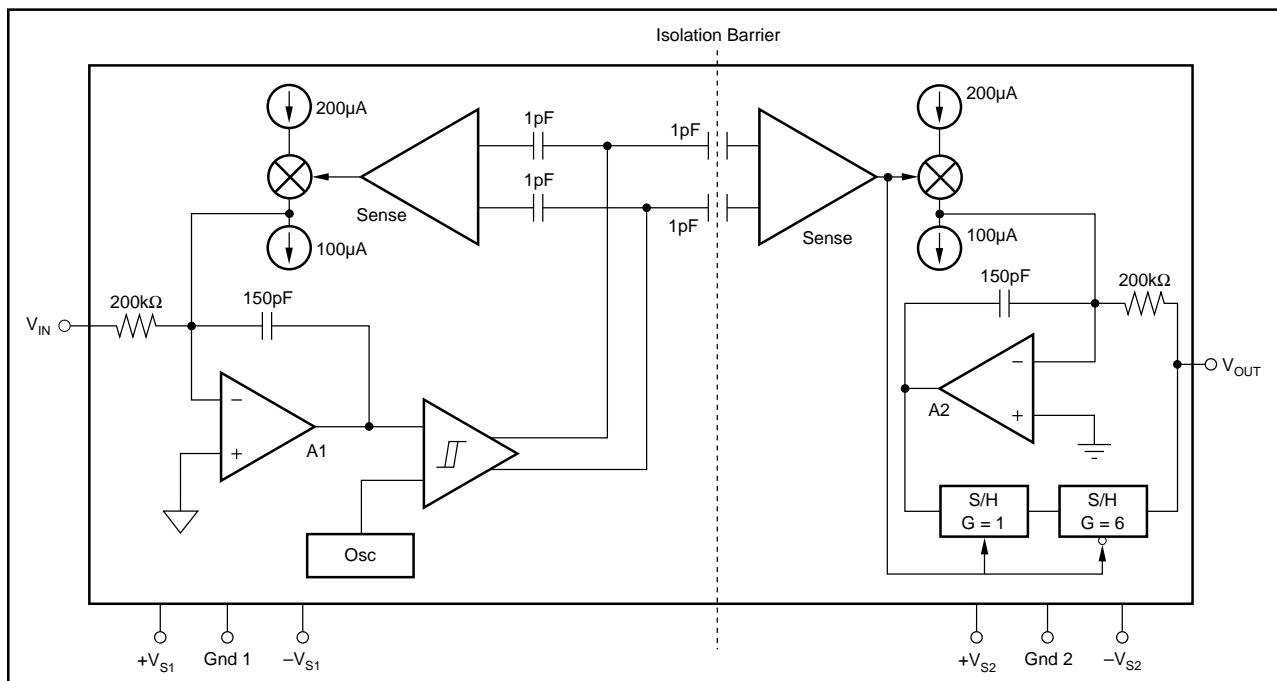 Isolation Barrier
200µA
1pF
1pF
200µA
1pF
Sense
1pF
Sense
100µA
100µA
150pF
150pF
200kΩ
200kΩ
V_IN
V_OUT
−
+
A1
−
+
A2
S/H
G = 1
S/H
G = 6
Osc
+V_S1
Gnd 1
–V_S1
+V_S2
Gnd 2
–V_S2